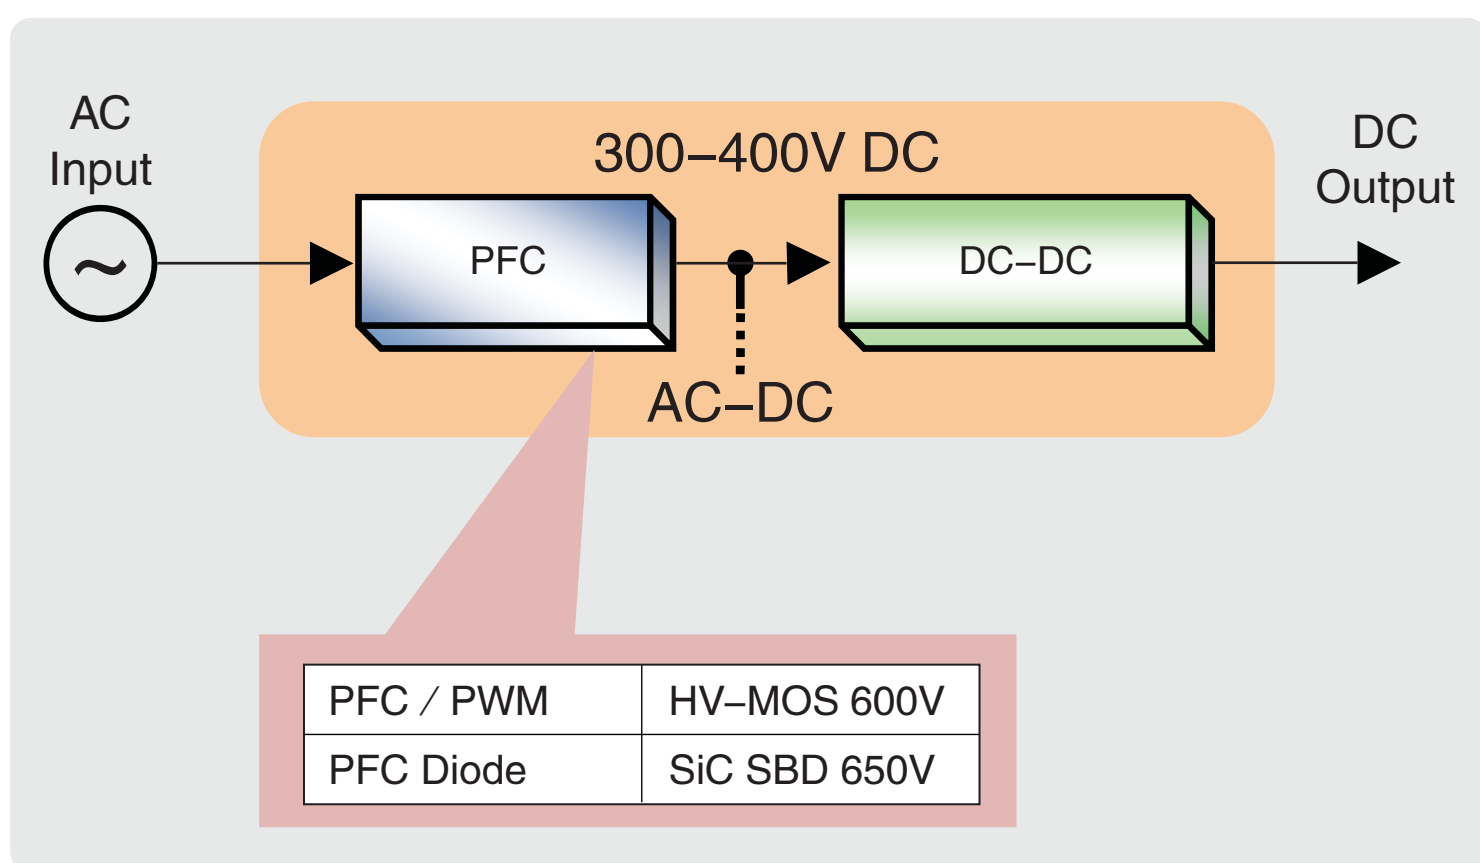 AC
Input
300–400V DC
DC
Output
~
PFC
DC–DC
AC–DC
PFC / PWM
HV–MOS 600V
PFC Diode
SiC SBD 650V